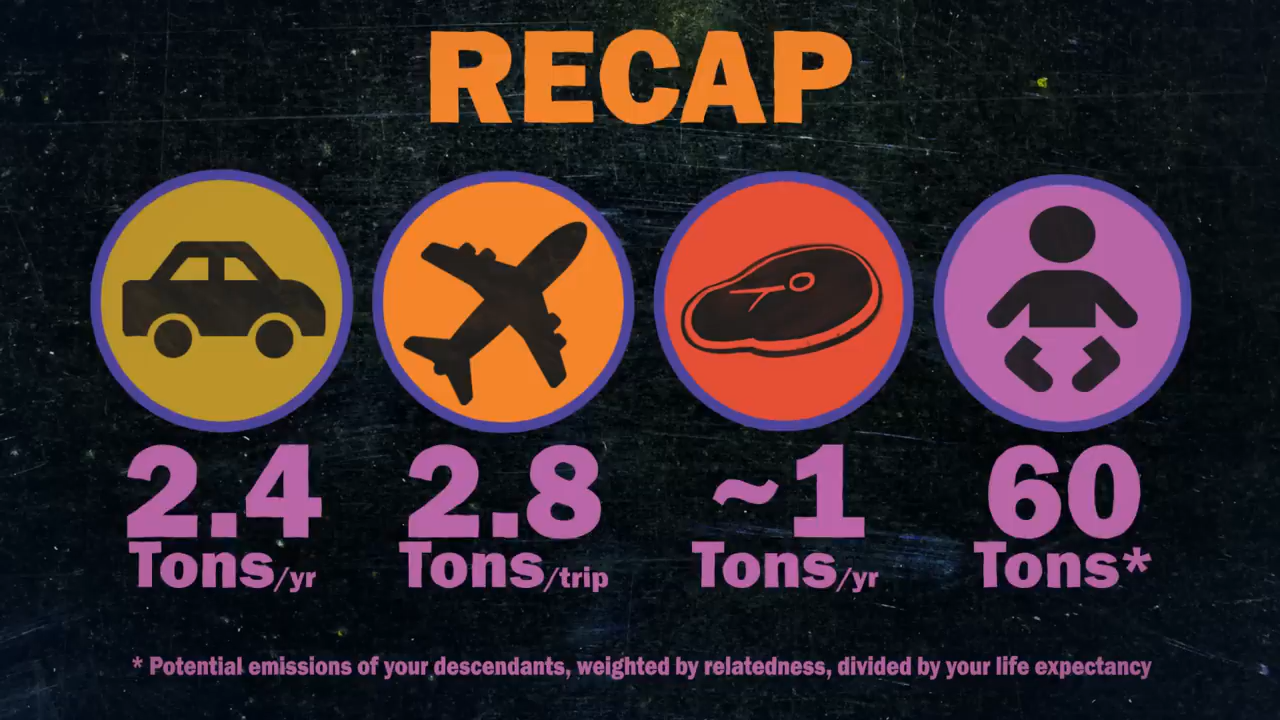 RECAP
2.4 2.8 ~1 60
Tons/yr Tons/trip Tons/yr Tons*
* Potential emissions of your descendants, weighted by relatedness, divided by your life expectancy